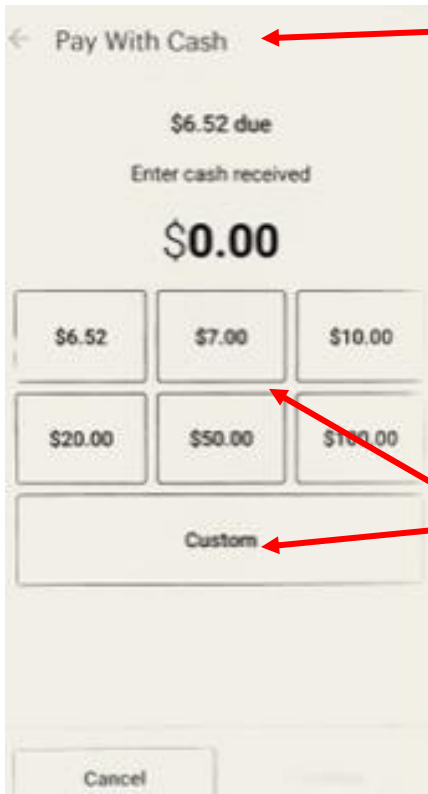 Pay With Cash
$6.52 due
Enter cash received
$0.00
$6.52 $7.00 $10.00
$20.00 $50.00 $100.00
Custom
Cancel